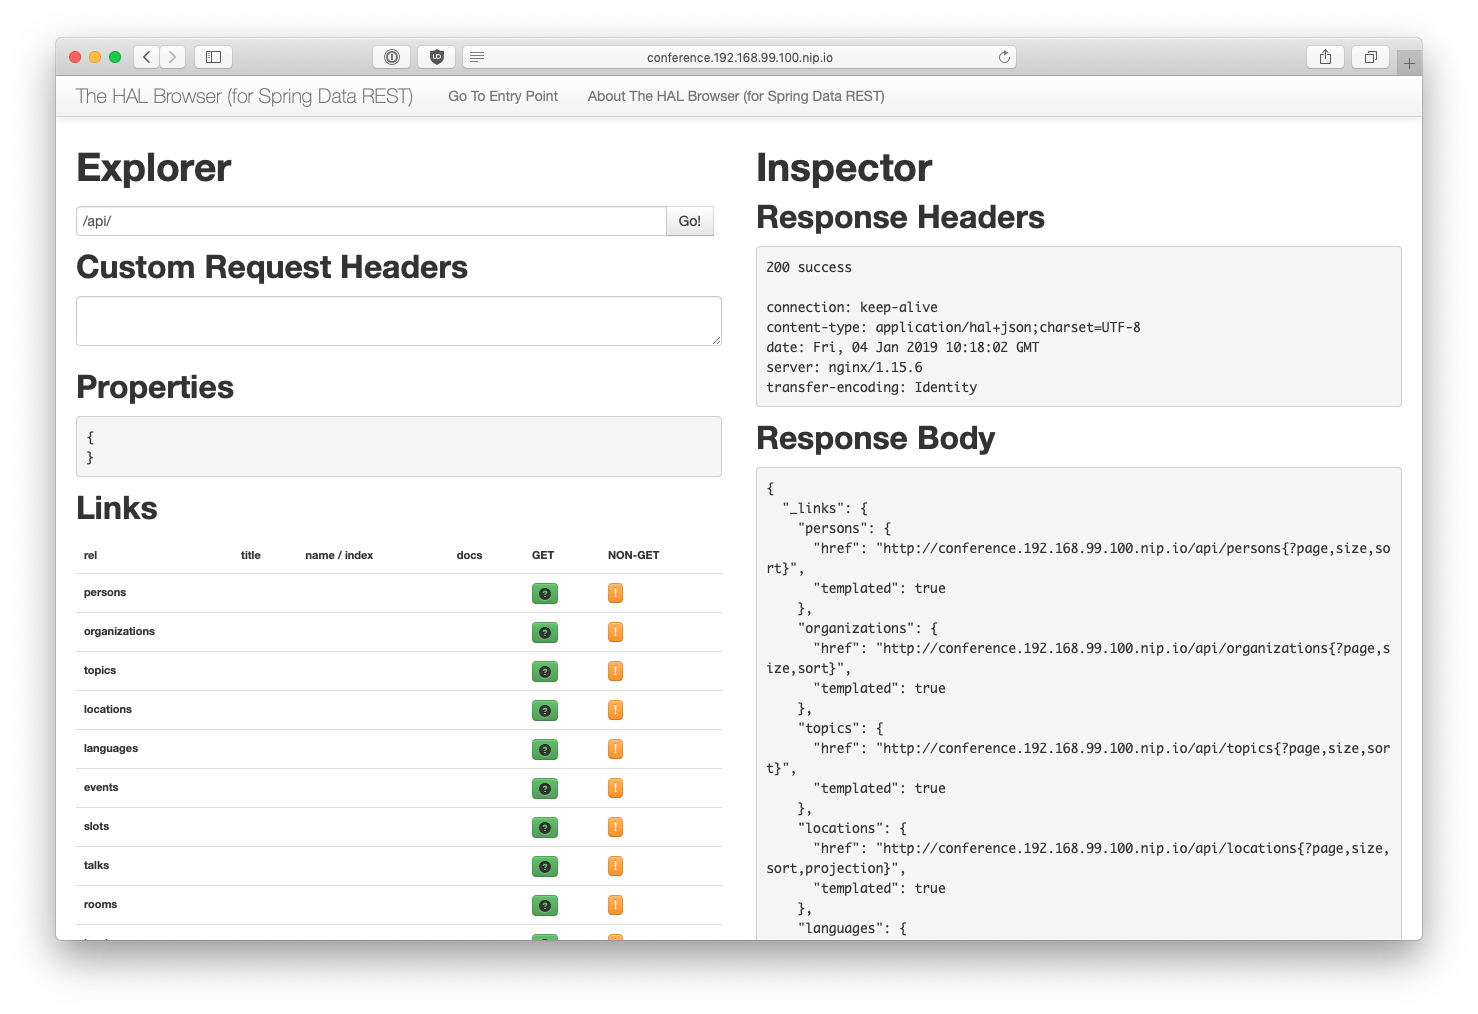 conference.192.168.99.100.nip.io
The HAL Browser (for Spring Data REST) Go To Entry Point About The HAL Browser (for Spring Data REST)
Explorer
/api/ Go!
Custom Request Headers
Properties
{
}
Links
rel title name / index docs GET NON-GET
persons ? !
organizations ? !
topics ? !
locations ? !
languages ? !
events ? !
slots ? !
talks ? !
rooms ? !
Inspector
Response Headers
200 success
connection: keep-alive
content-type: application/hal+json;charset=UTF-8
date: Fri, 04 Jan 2019 10:18:02 GMT
server: nginx/1.15.6
transfer-encoding: Identity
Response Body
{
"_links": {
"persons": {
"href": "http://conference.192.168.99.100.nip.io/api/persons{?page,size,so
rt}",
"templated": true
},
"organizations": {
"href": "http://conference.192.168.99.100.nip.io/api/organizations{?page,s
ize,sort}",
"templated": true
},
"topics": {
"href": "http://conference.192.168.99.100.nip.io/api/topics{?page,size,sor
t}",
"templated": true
},
"locations": {
"href": "http://conference.192.168.99.100.nip.io/api/locations{?page,size,
sort,projection}",
"templated": true
},
"languages": {